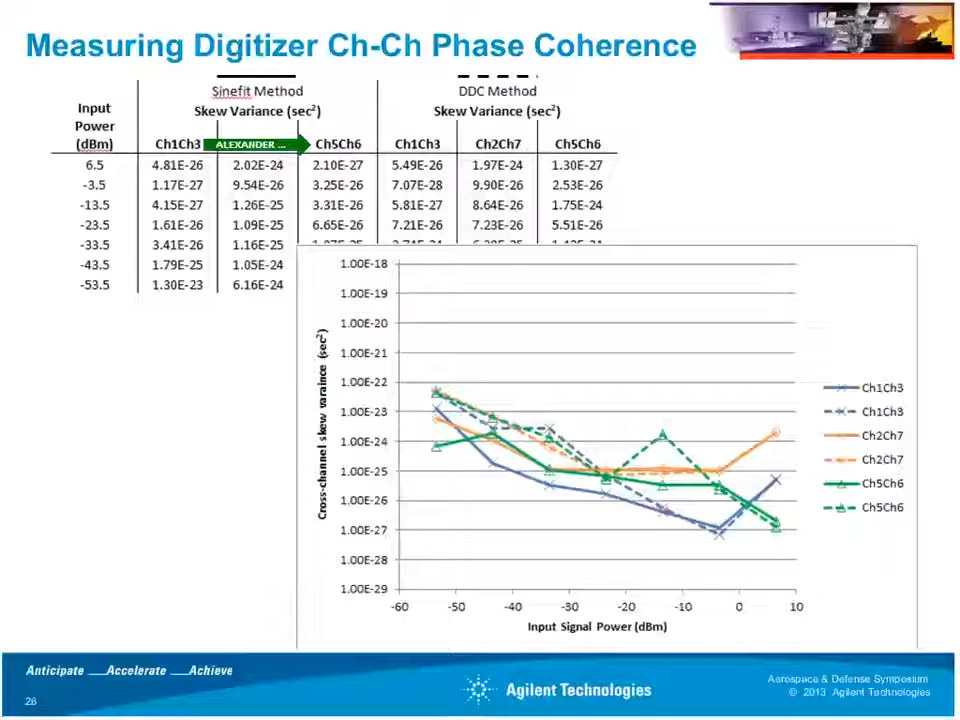 Measuring Digitizer Ch-Ch Phase Coherence
Sinefit Method DDC Method
Input Power (dBm) Skew Variance (sec²) Skew Variance (sec²)
Ch1Ch3 ALEXANDER ... Ch5Ch6 Ch1Ch3 Ch2Ch7 Ch5Ch6
6.5 4.81E-26 2.02E-24 2.10E-27 5.49E-26 1.97E-24 1.30E-27
-3.5 1.17E-27 9.54E-26 3.25E-26 7.07E-28 9.90E-26 2.53E-26
-13.5 4.15E-27 1.26E-25 3.31E-26 5.81E-27 8.64E-26 1.75E-24
-23.5 1.61E-26 1.09E-25 6.65E-26 7.21E-26 7.23E-26 5.51E-26
-33.5 3.41E-26 1.16E-25
-43.5 1.79E-25 1.05E-24
-53.5 1.30E-23 6.16E-24
Cross-channel skew varaince (sec²)
1.00E-18
1.00E-19
1.00E-20
1.00E-21
1.00E-22
1.00E-23
1.00E-24
1.00E-25
1.00E-26
1.00E-27
1.00E-28
1.00E-29
-60 -50 -40 -30 -20 -10 0 10
Input Signal Power (dBm)
Ch1Ch3
Ch1Ch3
Ch2Ch7
Ch2Ch7
Ch5Ch6
Ch5Ch6
Anticipate Accelerate Achieve
26
Agilent Technologies
Aerospace & Defense Symposium
© 2013 Agilent Technologies